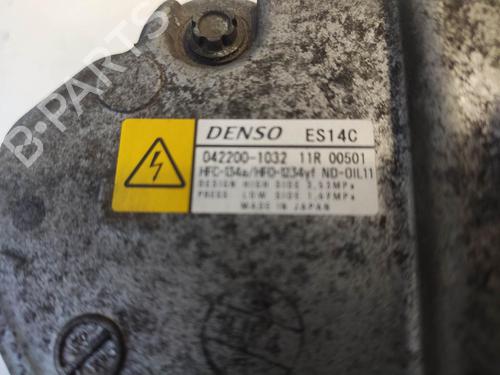 B-PARTS
DENSO ES14C
042200-1032 11R 00501
HFC-134a/HFO-1234yf ND-OIL11
DESIGN HIGH SIDE 3,53MPa
PRESS. LOW SIDE 1,67MPa
MADE IN JAPAN